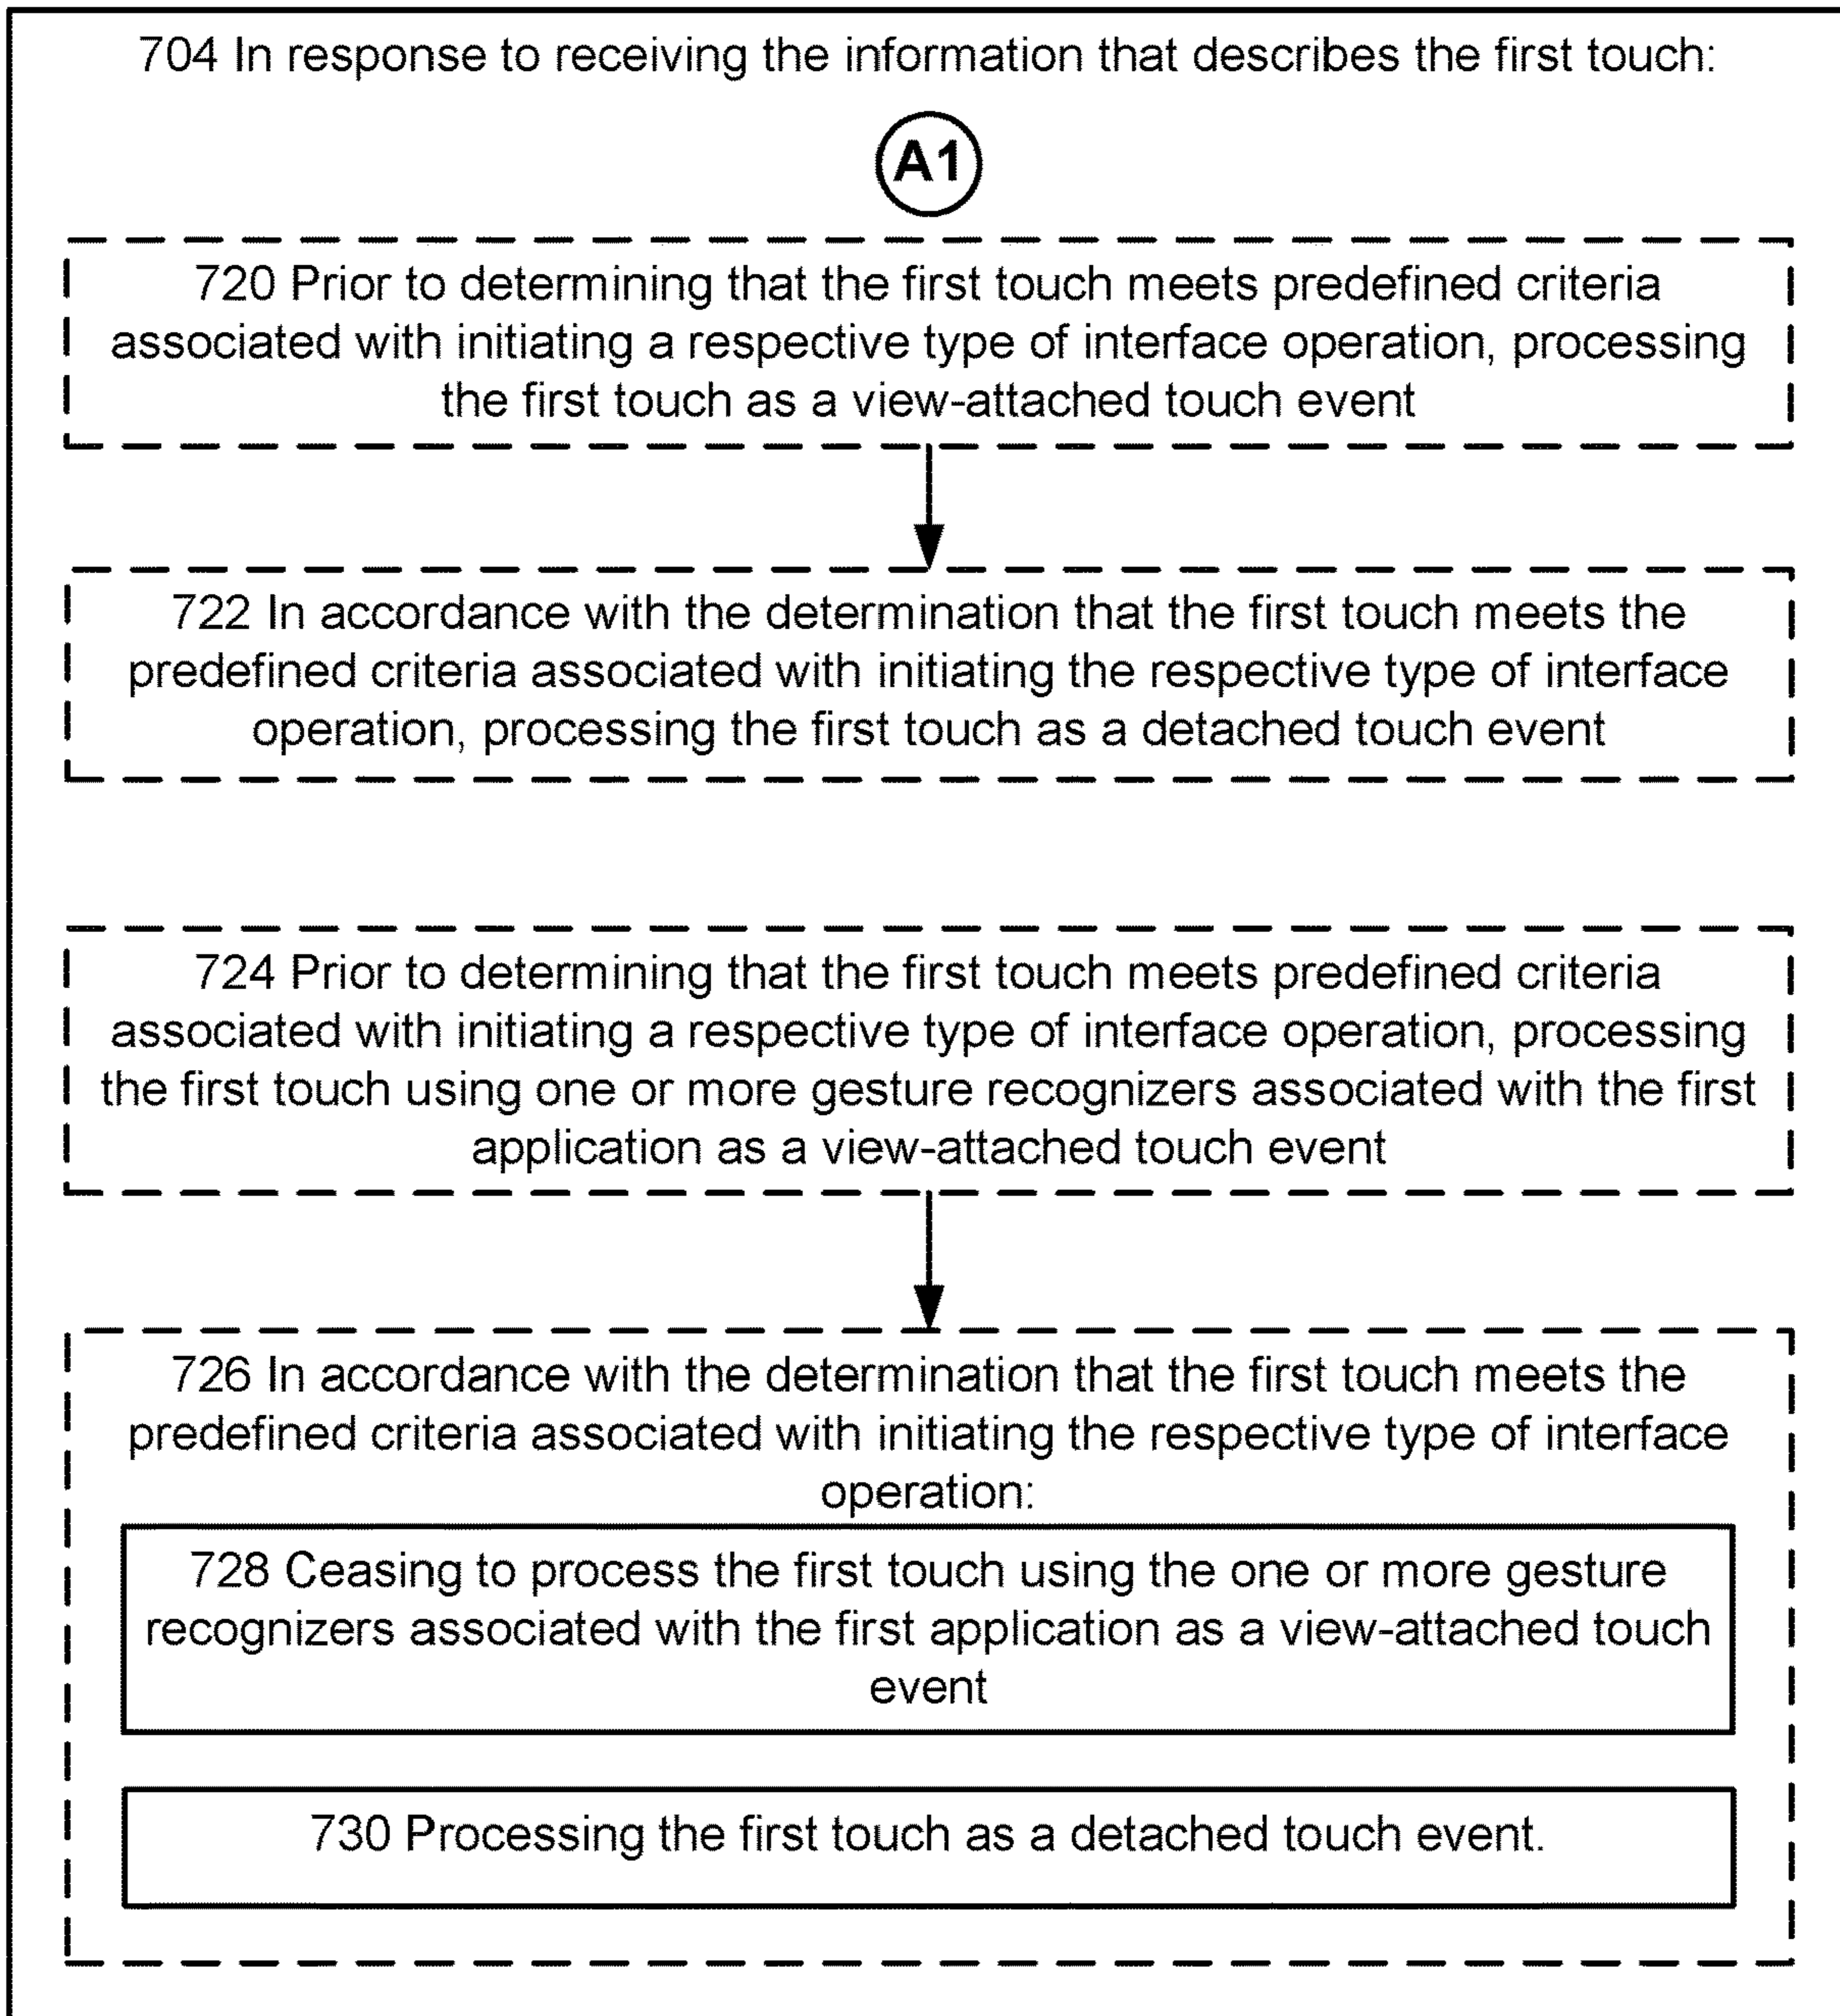 704 In response to receiving the information that describes the first touch:
A1
720 Prior to determining that the first touch meets predefined criteria
associated with initiating a respective type of interface operation, processing
the first touch as a view-attached touch event
722 In accordance with the determination that the first touch meets the
predefined criteria associated with initiating the respective type of interface
operation, processing the first touch as a detached touch event
724 Prior to determining that the first touch meets predefined criteria
associated with initiating a respective type of interface operation, processing
the first touch using one or more gesture recognizers associated with the first
application as a view-attached touch event
726 In accordance with the determination that the first touch meets the
predefined criteria associated with initiating the respective type of interface
operation:
728 Ceasing to process the first touch using the one or more gesture
recognizers associated with the first application as a view-attached touch
event
730 Processing the first touch as a detached touch event.